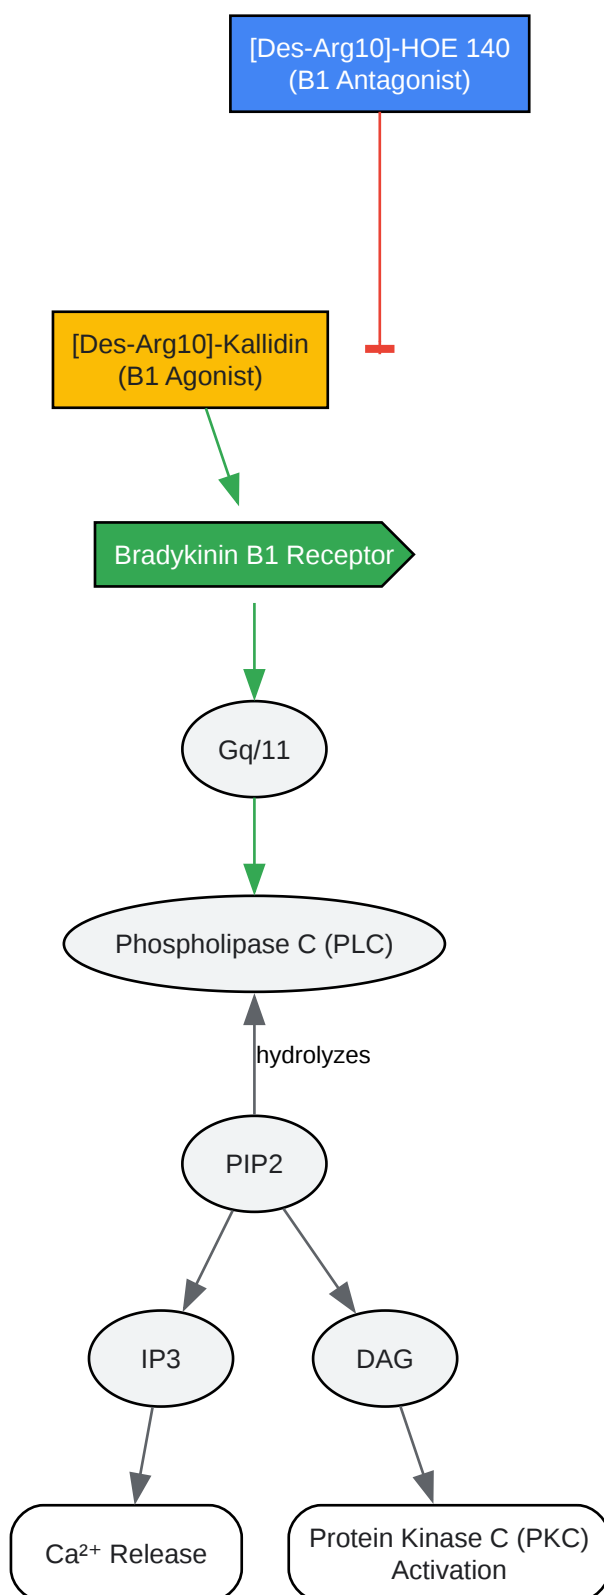 [Des-Arg10]-HOE 140
(B1 Antagonist)
[Des-Arg10]-Kallidin
(B1 Agonist)
Bradykinin B1 Receptor
Gq/11
Phospholipase C (PLC)
hydrolyzes
PIP2
IP3
DAG
Ca²⁺ Release
Protein Kinase C (PKC)
Activation